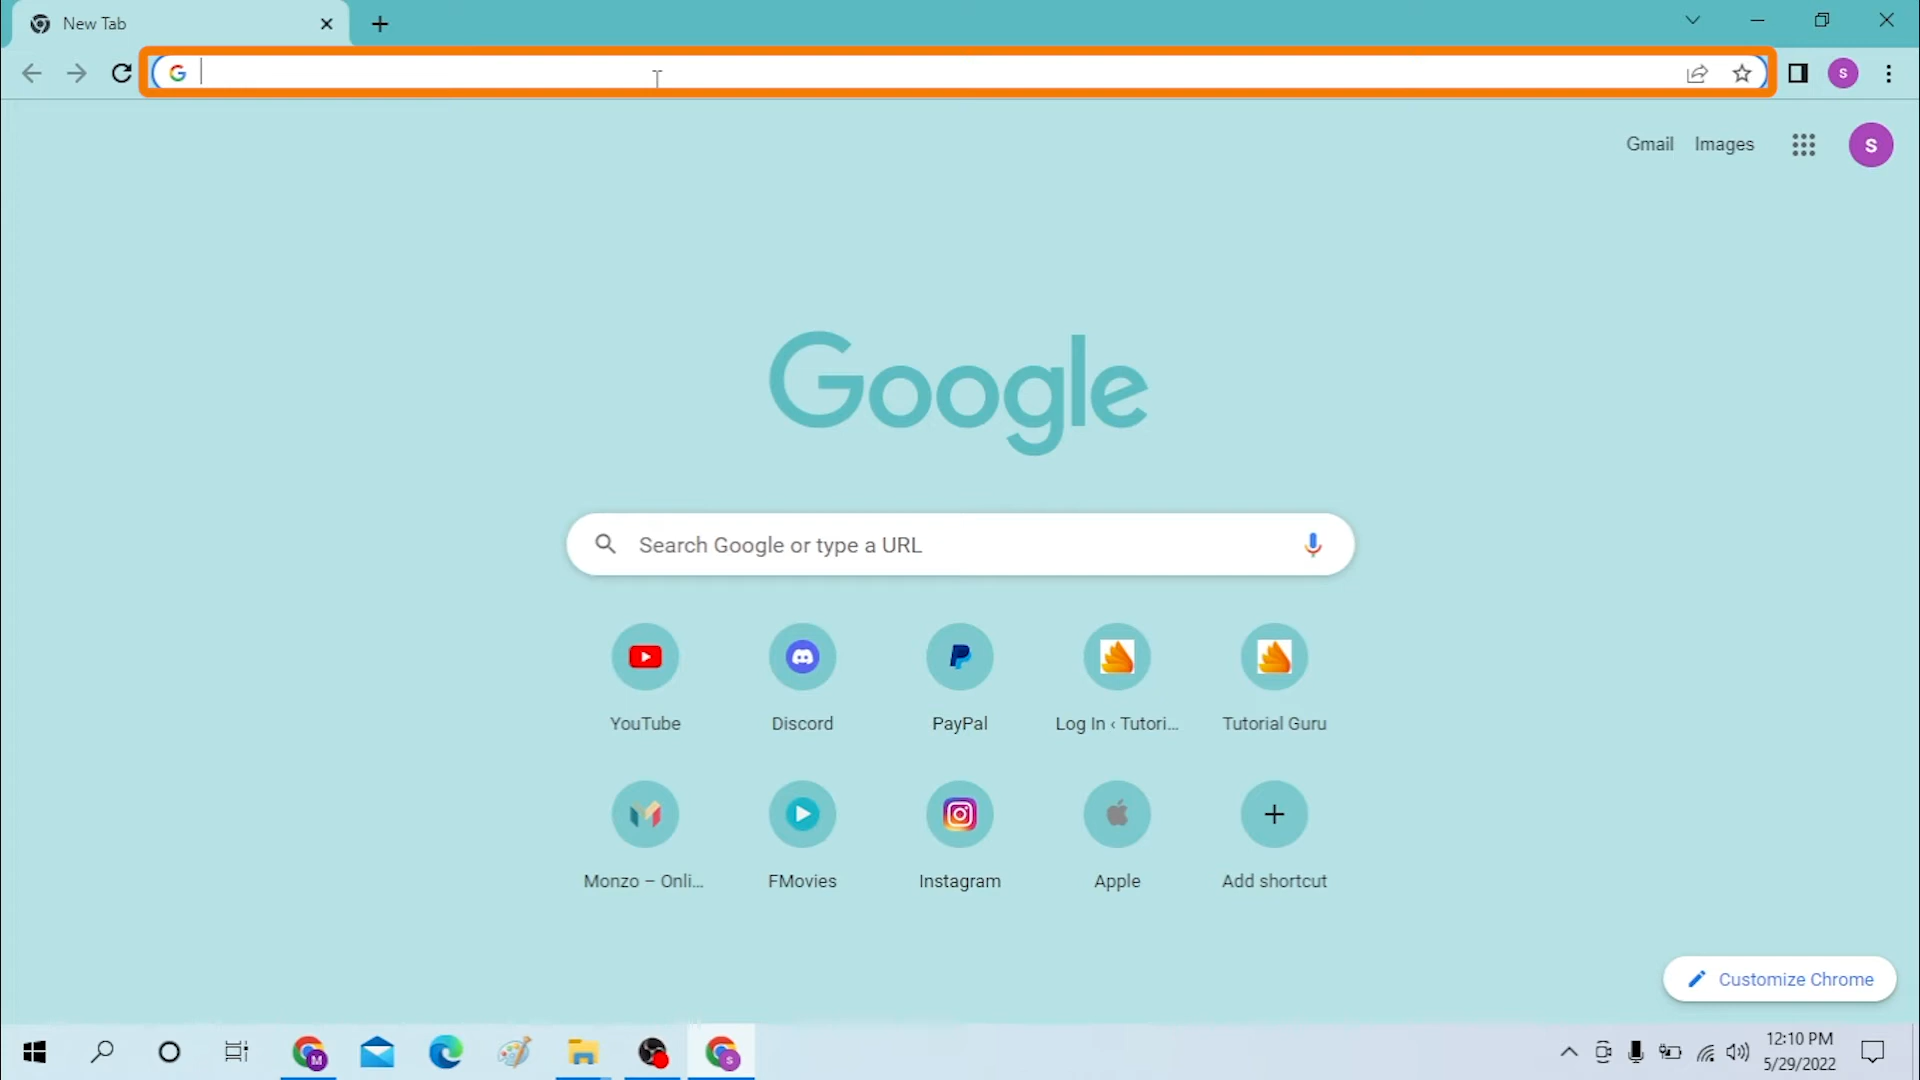 New Tab
Gmail Images
S
S
Google
Search Google or type a URL
YouTube
Discord
PayPal
Log In ‹ Tutori...
Tutorial Guru
Monzo – Onli...
FMovies
Instagram
Apple
Add shortcut
Customize Chrome
M
S
12:10 PM
5/29/2022